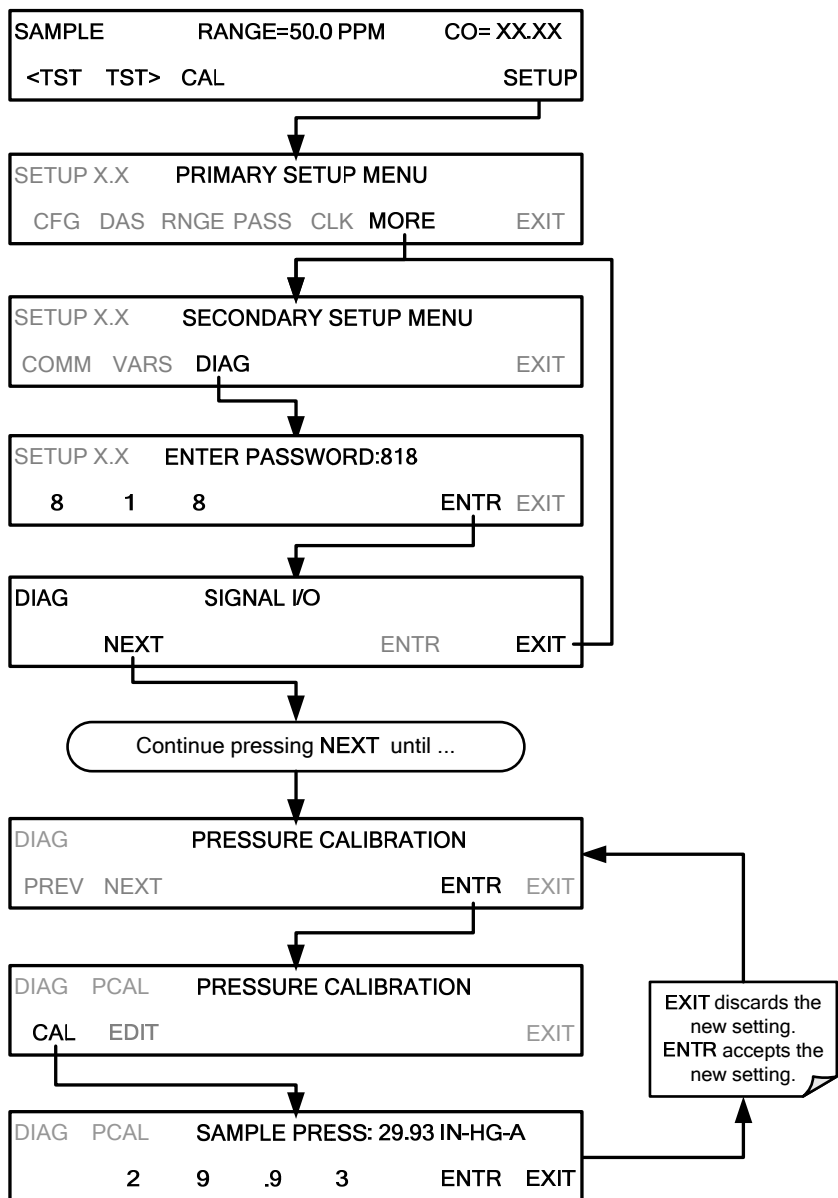 SAMPLE RANGE=50.0 PPM CO= XX.XX
<TST TST> CAL SETUP
SETUP X.X PRIMARY SETUP MENU
CFG DAS RNGE PASS CLK MORE EXIT
SETUP X.X SECONDARY SETUP MENU
COMM VARS DIAG EXIT
SETUP X.X ENTER PASSWORD:818
8 1 8 ENTR EXIT
DIAG SIGNAL I/O
NEXT ENTR EXIT
Continue pressing NEXT until ...
DIAG PRESSURE CALIBRATION
PREV NEXT ENTR EXIT
DIAG PCAL PRESSURE CALIBRATION
CAL EDIT EXIT
EXIT discards the
new setting.
ENTR accepts the
new setting.
DIAG PCAL SAMPLE PRESS: 29.93 IN-HG-A
2 9 .9 3 ENTR EXIT